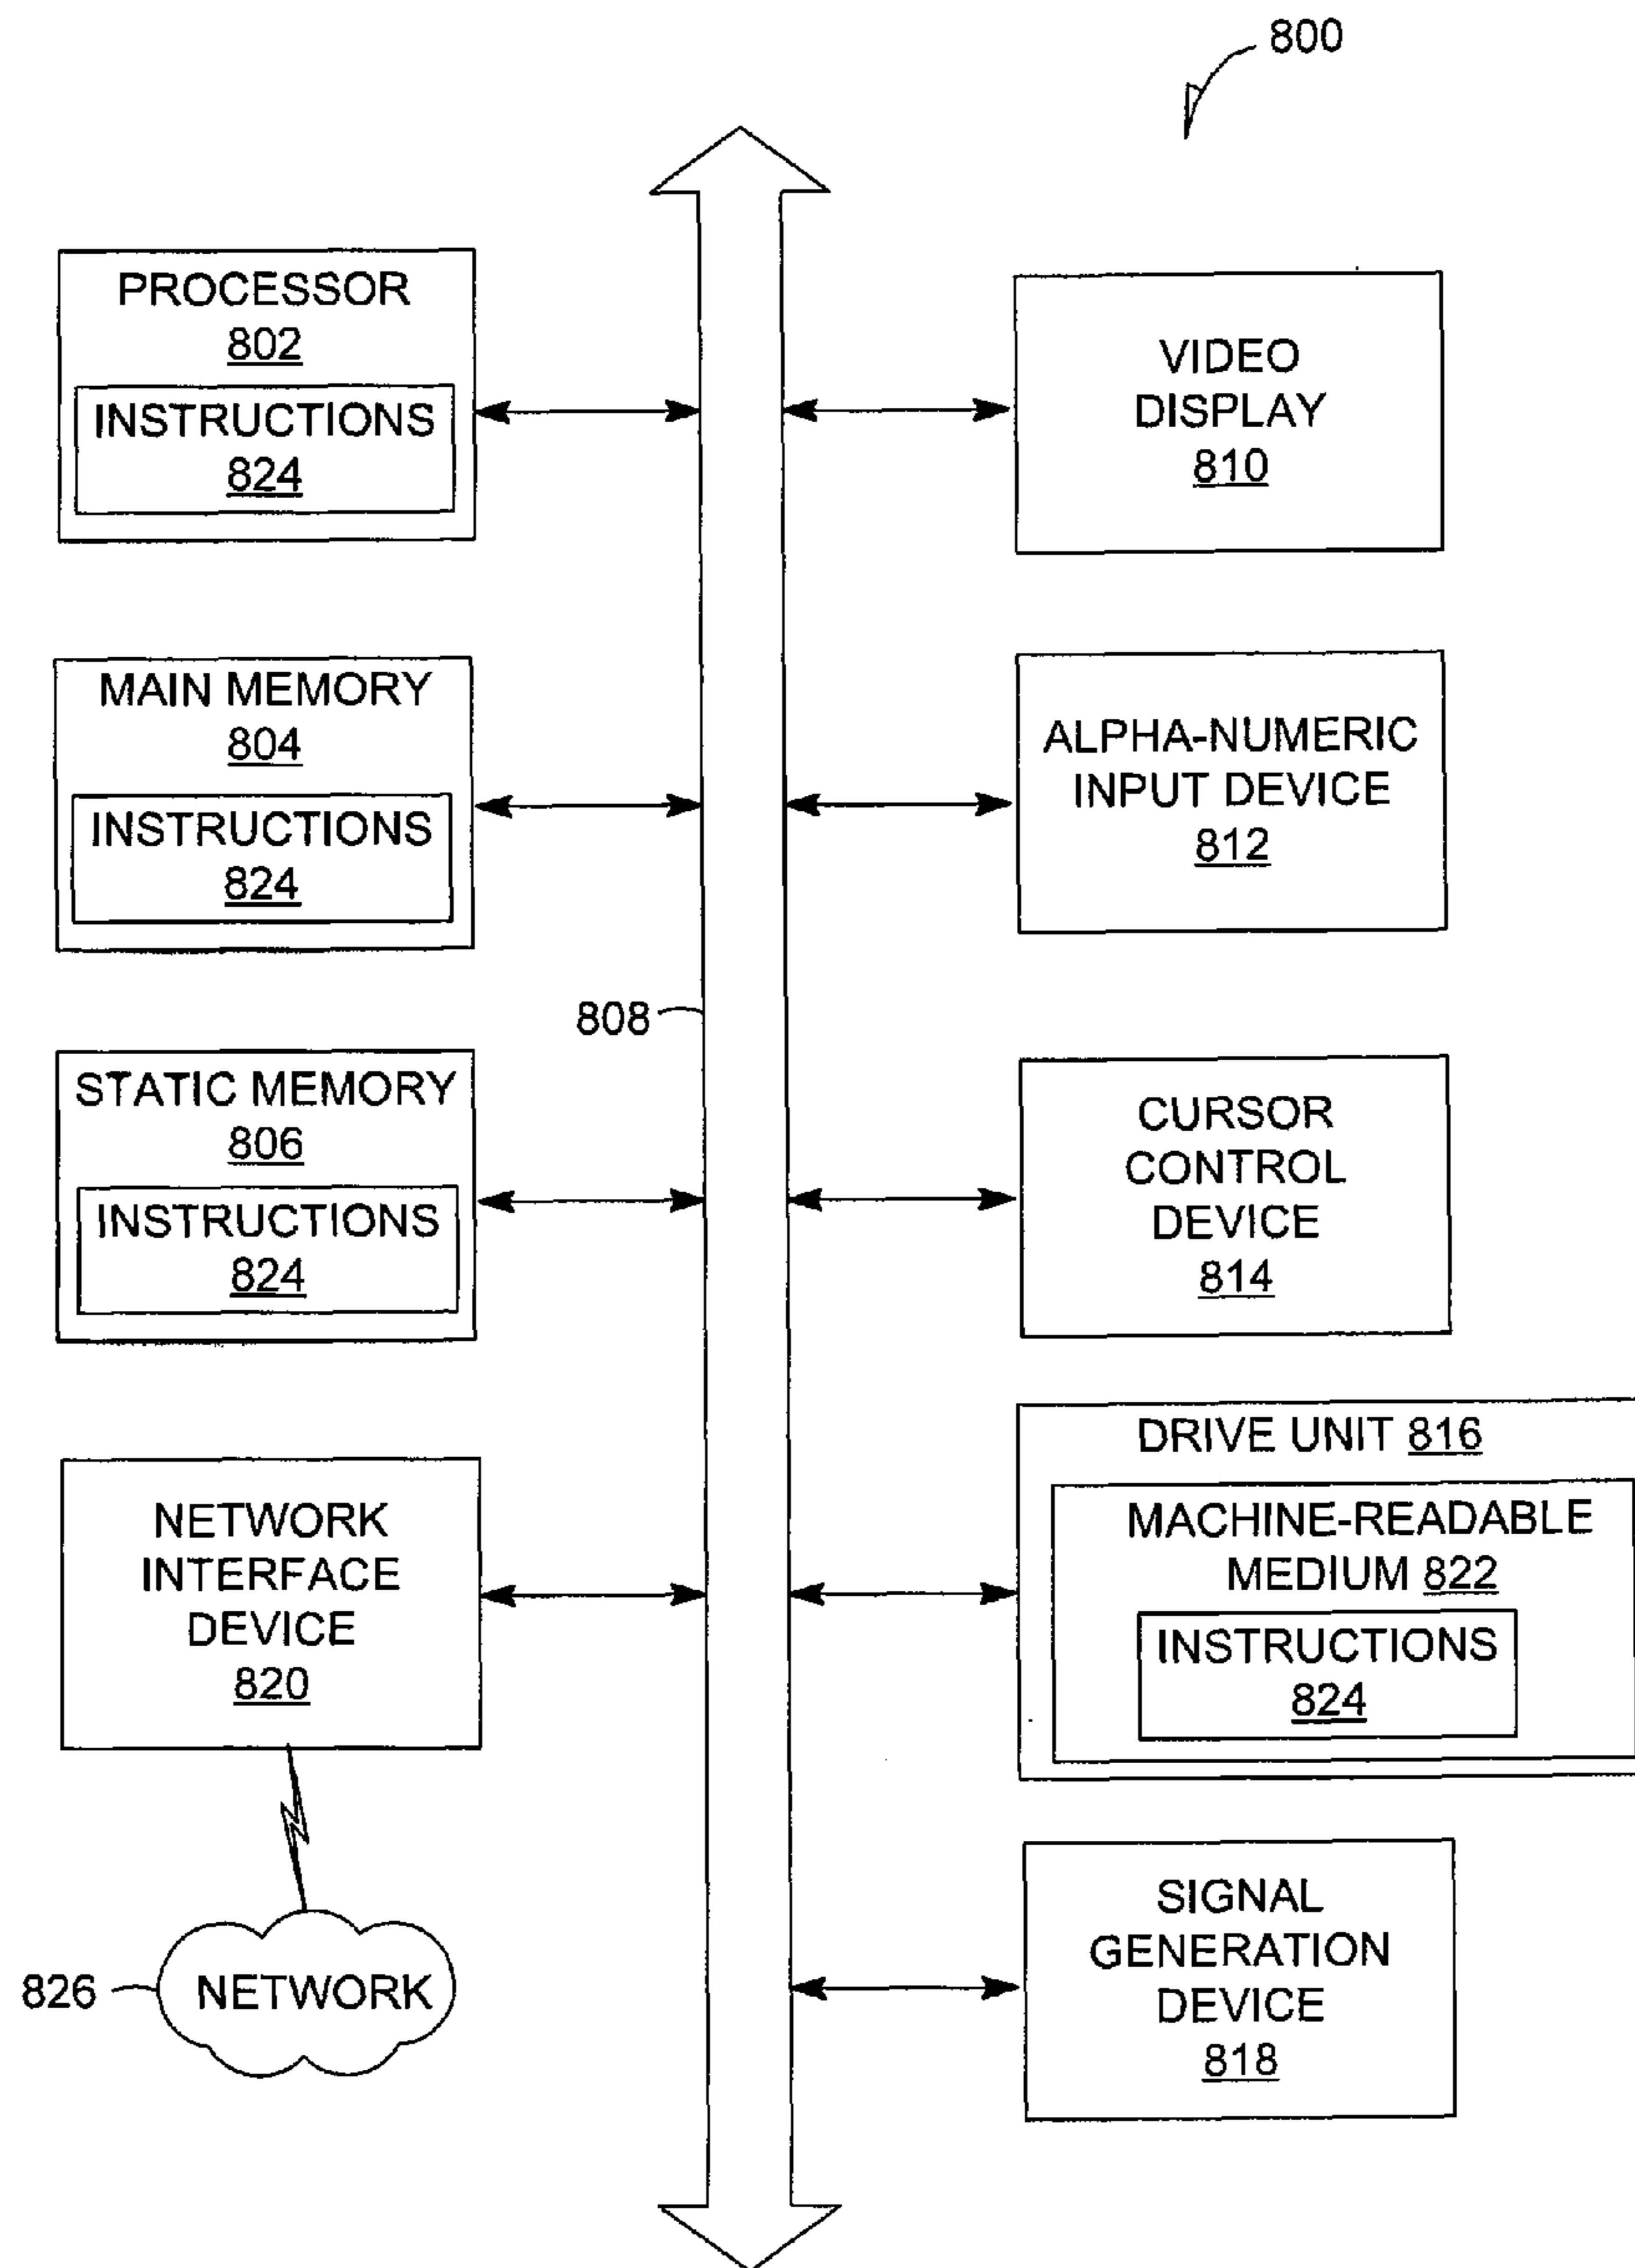 800
PROCESSOR
802
INSTRUCTIONS
824
VIDEO
DISPLAY
810
MAIN MEMORY
804
INSTRUCTIONS
824
ALPHA-NUMERIC
INPUT DEVICE
812
808
STATIC MEMORY
806
INSTRUCTIONS
824
CURSOR
CONTROL
DEVICE
814
NETWORK
INTERFACE
DEVICE
820
DRIVE UNIT 816
MACHINE-READABLE
MEDIUM 822
INSTRUCTIONS
824
826
NETWORK
SIGNAL
GENERATION
DEVICE
818